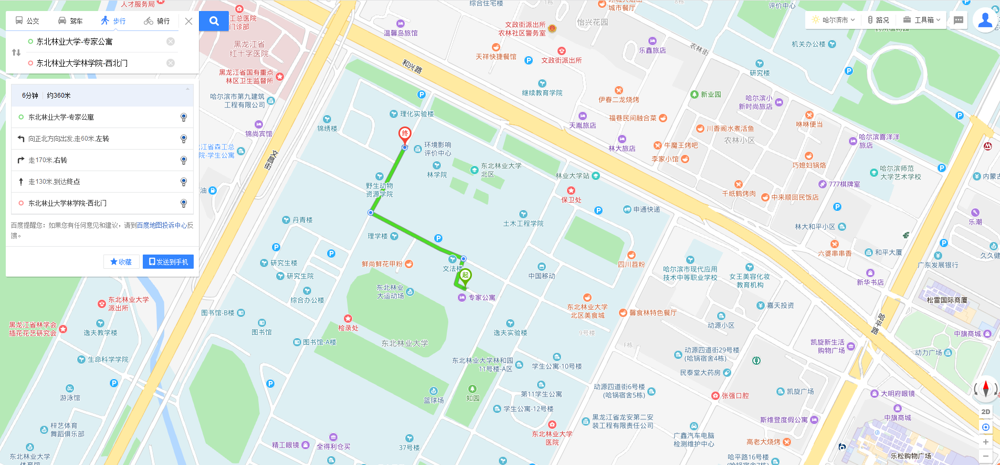 公交
驾车
步行
骑行
东北林业大学-专家公寓
东北林业大学林学院-西北门
6分钟
约360米
东北林业大学-专家公寓
向正北方向出发,走60米,左转
走170米,右转
走130米,到达终点
东北林业大学林学院-西北门
百度提醒您：如果您有任何意见和建议，请到百度地图投诉中心反
馈。
收藏
发送到手机
哈尔滨市
路况
工具箱
人才服务局
工总医院
门诊部
黑龙江省
红十字医院
黑龙江省国有重点
林区卫生监督所
哈尔滨市第九建筑
工程有限公司
锦尚宾馆
江省森工总
院-学生公寓
油
文昌街
综合住宅楼
1栋
城市餐厅
8栋
评价中心
温馨岛旅馆
文政街派出所
农林社区警务室
怡兴花园
天祥快捷餐馆
文政街派出所
乐鑫旅店
农林街
和兴路
机关办公楼
研究楼
继续教育学院
伊春二龙烧烤
新业园
哈尔滨小
新时尚旅店
福巷民间融合菜
天胤旅店
川香阁水煮活鱼
农林小区
咻咻便当
哈尔滨喜洋洋
旅店
林大旅店
牛魔王烤吧
李家小馆
巧媳妇锅烙
哈尔滨师范
大学艺术学校
内蒙古
777棋牌室
千纸鹤烤肉
中来顺回民饭店
理化实验楼
锦绣楼
终
环境影响
评价中心
林学院
东北林业大学
北区
林业大学站
野生动物
资源学院
保卫处
申通快递
丹青楼
理学楼
土木工程学院
林大和平小区
乐潮
六婆串串香
和平大厦
广东发展银行
久久健
研究生楼
鲜尚鲜花甲粉
文法楼
起
四川冒粉
中国移动
研究生院
哈尔滨市现代应用
技术中等职业学校
女王美容化妆
教育机构
新华书店
综合办公楼
东北林业
大运动场
专家公寓
东北林业大学
派出所
图书馆-B楼
东北林业大学
北区美食城
馨食林特色餐厅
嘉天投资
松雷国际商厦
黑龙江省林学会
插花花艺研究会
逸夫教学楼
图书馆
检录处
逸夫实验楼
9号楼
动源小区
哈平路
中旗商城
图书馆-A楼
东北林业大学
F栋
凯旋新生活
购物广场
动源四道街29号楼
(哈锅宿舍4栋)
动力广场
生命科学学院
东北林业大学林和园
11号楼-A区
学生公寓-10号楼
民泰堂大药房
游泳馆
篮球场
知园
第11学生公寓
动源四道街6号楼
(哈锅宿舍5栋)
张强口腔
凯旋广场
大明府眼镜
学生公寓-12号楼
梓艺体育
舞蹈俱乐部
黑龙江省龙安第二安
装工程有限责任公司
斯维登度假公寓
中旗商城
东北林业大学
医院
精工眼镜
全得利仓买
37号楼
广鑫汽车电脑
检测维护中心
高老大烧烤
东北林业大学
体育馆
哈平路16号楼
乐松购物广场
2D